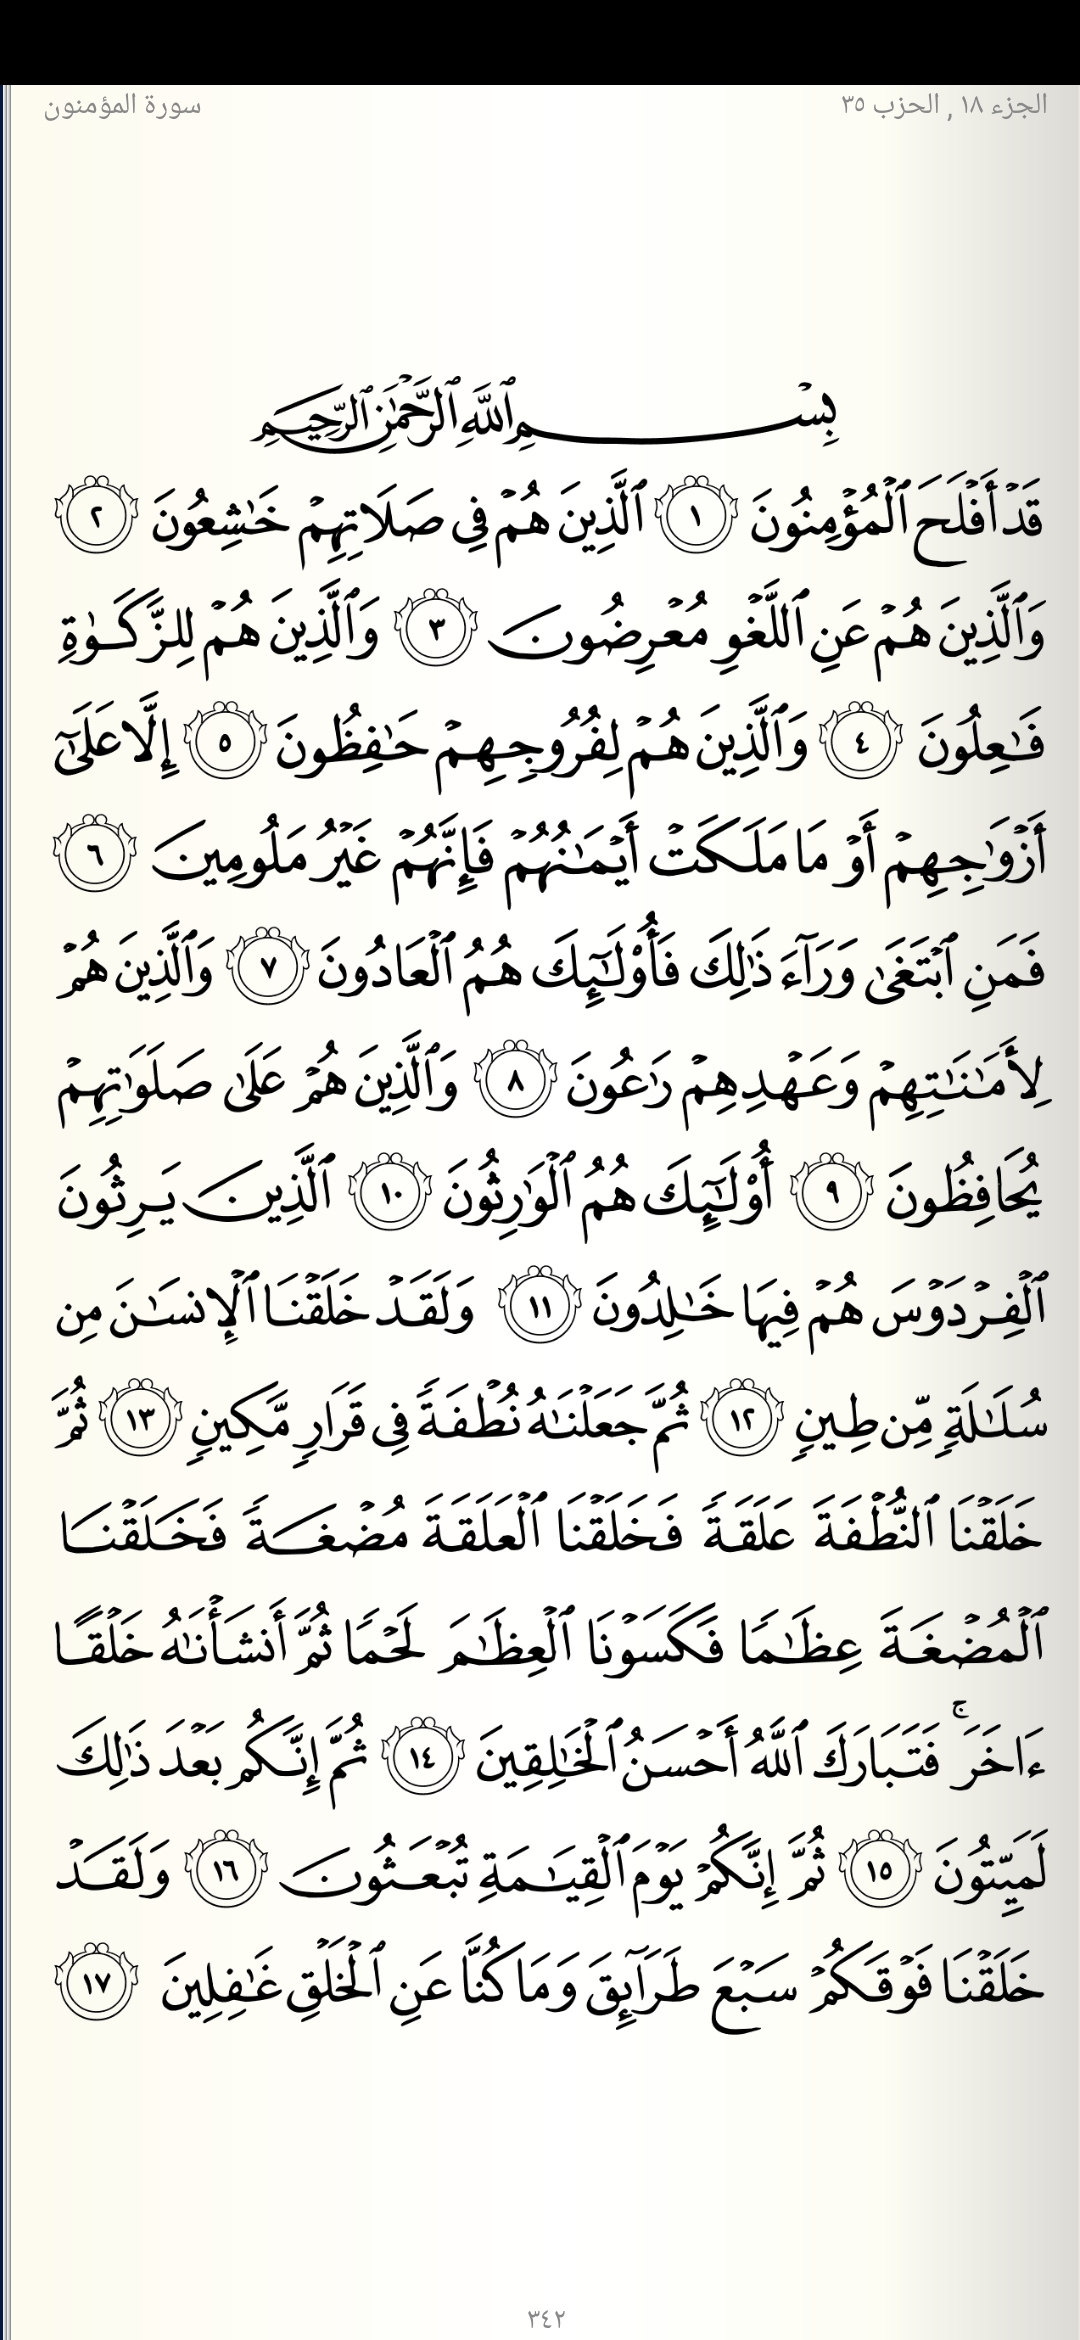 الجزء ١٨ , الحزب ٣٥
سورة المؤمنون
بِسْمِ ٱللَّهِ ٱلرَّحْمَٰنِ ٱلرَّحِيمِ
قَدْ أَفْلَحَ ٱلْمُؤْمِنُونَ ١ ٱلَّذِينَ هُمْ فِى صَلَاتِهِمْ خَٰشِعُونَ ٢
وَٱلَّذِينَ هُمْ عَنِ ٱللَّغْوِ مُعْرِضُونَ ٣ وَٱلَّذِينَ هُمْ لِلزَّكَوٰةِ
فَٰعِلُونَ ٤ وَٱلَّذِينَ هُمْ لِفُرُوجِهِمْ حَٰفِظُونَ ٥ إِلَّا عَلَىٰٓ
أَزْوَٰجِهِمْ أَوْ مَا مَلَكَتْ أَيْمَٰنُهُمْ فَإِنَّهُمْ غَيْرُ مَلُومِينَ ٦
فَمَنِ ٱبْتَغَىٰ وَرَآءَ ذَٰلِكَ فَأُو۟لَٰٓئِكَ هُمُ ٱلْعَادُونَ ٧ وَٱلَّذِينَ هُمْ
لِأَمَٰنَٰتِهِمْ وَعَهْدِهِمْ رَٰعُونَ ٨ وَٱلَّذِينَ هُمْ عَلَىٰ صَلَوَٰتِهِمْ
يُحَافِظُونَ ٩ أُو۟لَٰٓئِكَ هُمُ ٱلْوَٰرِثُونَ ١٠ ٱلَّذِينَ يَرِثُونَ
ٱلْفِرْدَوْسَ هُمْ فِيهَا خَٰلِدُونَ ١١ وَلَقَدْ خَلَقْنَا ٱلْإِنسَٰنَ مِن
سُلَٰلَةٍ مِّن طِينٍ ١٢ ثُمَّ جَعَلْنَٰهُ نُطْفَةً فِى قَرَارٍ مَّكِينٍ ١٣ ثُمَّ
خَلَقْنَا ٱلنُّطْفَةَ عَلَقَةً فَخَلَقْنَا ٱلْعَلَقَةَ مُضْغَةً فَخَلَقْنَا
ٱلْمُضْغَةَ عِظَٰمًا فَكَسَوْنَا ٱلْعِظَٰمَ لَحْمًا ثُمَّ أَنشَأْنَٰهُ خَلْقًا
ءَاخَرَ ۚ فَتَبَارَكَ ٱللَّهُ أَحْسَنُ ٱلْخَٰلِقِينَ ١٤ ثُمَّ إِنَّكُم بَعْدَ ذَٰلِكَ
لَمَيِّتُونَ ١٥ ثُمَّ إِنَّكُمْ يَوْمَ ٱلْقِيَٰمَةِ تُبْعَثُونَ ١٦ وَلَقَدْ
خَلَقْنَا فَوْقَكُمْ سَبْعَ طَرَآئِقَ وَمَا كُنَّا عَنِ ٱلْخَلْقِ غَٰفِلِينَ ١٧
٣٤٢